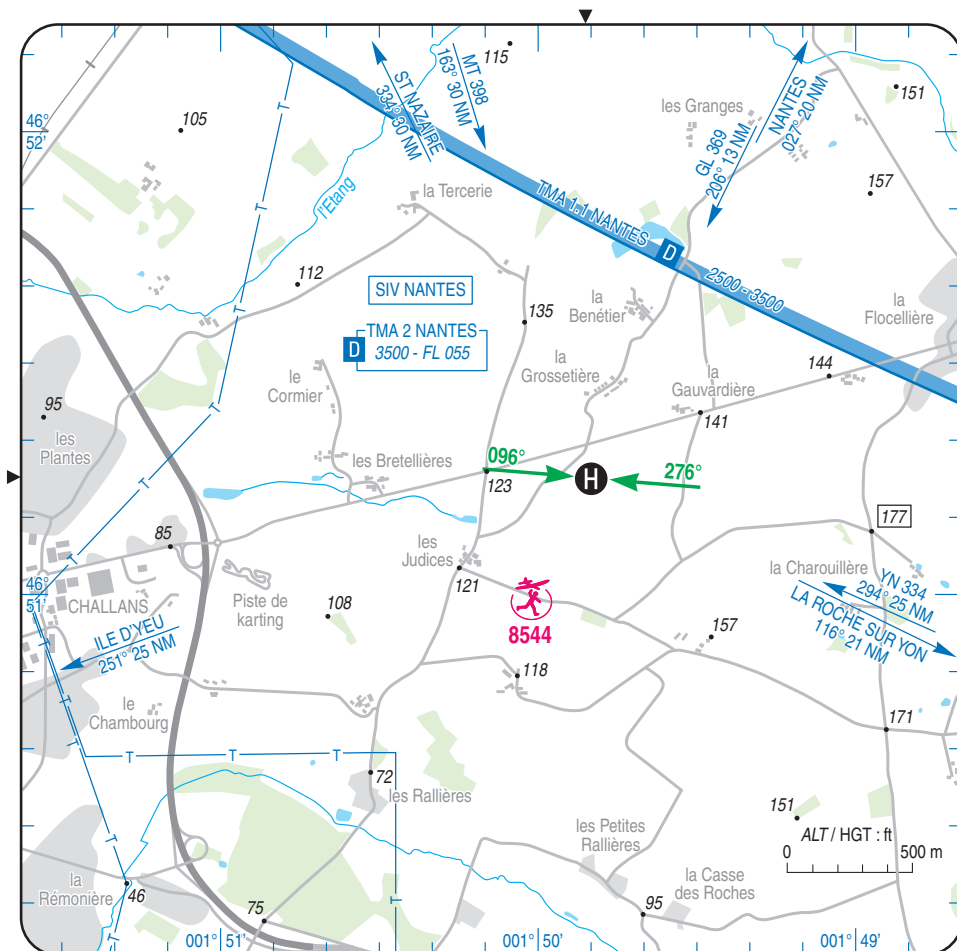 115
MT 398
163° 30 NM
ST NAZAIRE
334° 30 NM
les Granges
NANTES
027° 20 NM
GL 369
206° 13 NM
151
46°
52'
105
157
la Tercerie
l'Etang
TMA 1.1 NANTES
D
2500 - 3500
112
SIV NANTES
135
la
Benétier
la
Flocellière
TMA 2 NANTES
D
3500 - FL 055
144
le
Cormier
la
Grossetière
la
Gauvardière
141
95
les
Plantes
les Bretellières
096°
123
H
276°
177
85
les
Judices
121
la Charouillère
YN 334
294° 25 NM
LA ROCHE SUR YON
116° 21 NM
46°
51'
CHALLANS
Piste de
karting
108
8544
157
ILE D'YEU
251° 25 NM
118
le
Chambourg
171
T
T
T
T
T
T
T
T
T
T
T
T
72
les Rallières
151
les Petites
Rallières
ALT / HGT : ft
0
500 m
la
Rémonière
46
la Casse
des Roches
75
95
001° 51'
001° 50'
001° 49'